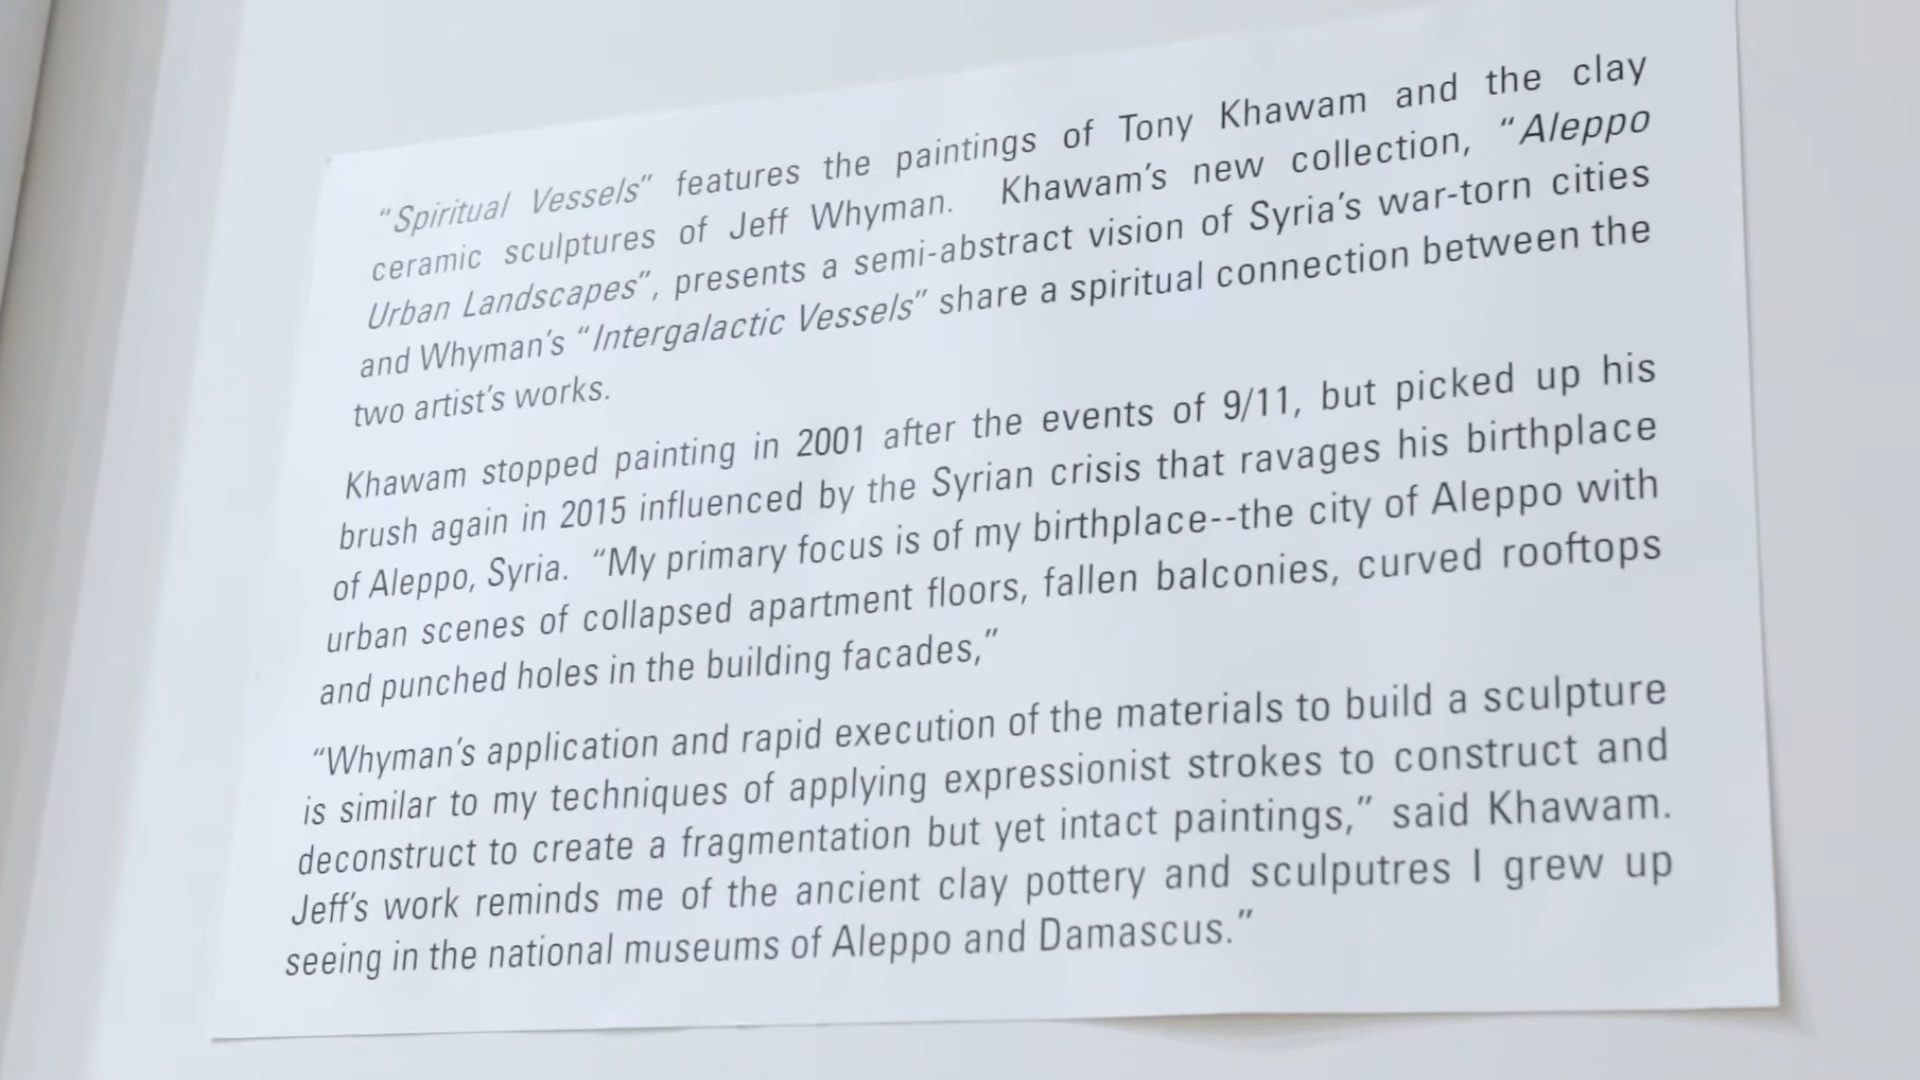 “Spiritual Vessels” features the paintings of Tony Khawam and the clay
ceramic sculptures of Jeff Whyman. Khawam’s new collection, “Aleppo
Urban Landscapes”, presents a semi-abstract vision of Syria’s war-torn cities
and Whyman’s “Intergalactic Vessels” share a spiritual connection between the
two artist’s works.
Khawam stopped painting in 2001 after the events of 9/11, but picked up his
brush again in 2015 influenced by the Syrian crisis that ravages his birthplace
of Aleppo, Syria. “My primary focus is of my birthplace--the city of Aleppo with
urban scenes of collapsed apartment floors, fallen balconies, curved rooftops
and punched holes in the building facades,”
“Whyman’s application and rapid execution of the materials to build a sculpture
is similar to my techniques of applying expressionist strokes to construct and
deconstruct to create a fragmentation but yet intact paintings,” said Khawam.
Jeff’s work reminds me of the ancient clay pottery and sculputres I grew up
seeing in the national museums of Aleppo and Damascus.”